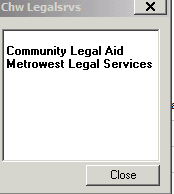 Chw Legalsrvs
Community Legal Aid
Metrowest Legal Services
Close